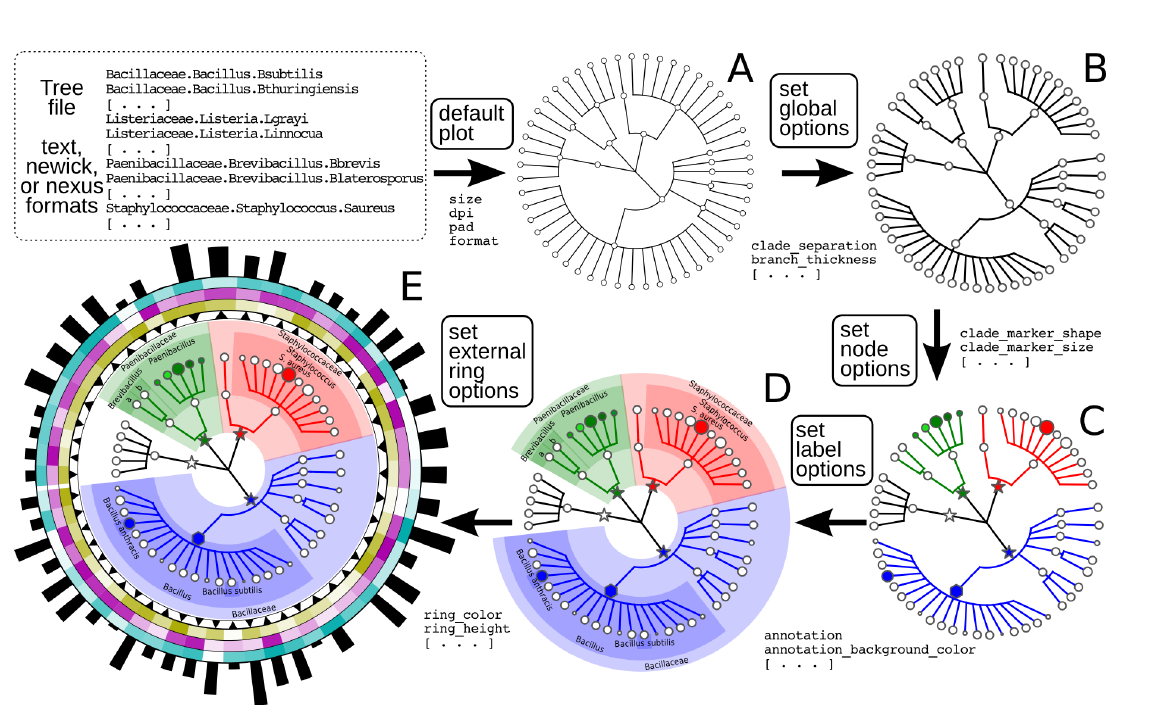 Tree
file
text,
newick,
or nexus
formats
Bacillaceae.Bacillus.Bsubtilis
Bacillaceae.Bacillus.Bthuringiensis
[ . . . ]
Listeriaceae.Listeria.Lgrayi
Listeriaceae.Listeria.Linnocua
[ . . . ]
Paenibacillaceae.Brevibacillus.Bbrevis
Paenibacillaceae.Brevibacillus.Blaterosporus
[ . . . ]
Staphylococcaceae.Staphylococcus.Saureus
[ . . . ]
default
plot
size
dpi
pad
format
A
set
global
options
clade_separation
branch_thickness
[ . . . ]
B
set
node
options
clade_marker_shape
clade_marker_size
[ . . . ]
C
set
label
options
annotation
annotation_background_color
[ . . . ]
D
Paenibacillaceae
Paenibacillus
Brevibacillus
a
b
Staphylococcaceae
Staphylococcus
S. aureus
Bacillus anthracis
Bacillus
Bacillus subtilis
Bacillaceae
set
external
ring
options
ring_color
ring_height
[ . . . ]
E
Paenibacillaceae
Paenibacillus
Brevibacillus
a
b
Staphylococcaceae
Staphylococcus
S. aureus
Bacillus anthracis
Bacillus
Bacillus subtilis
Bacillaceae